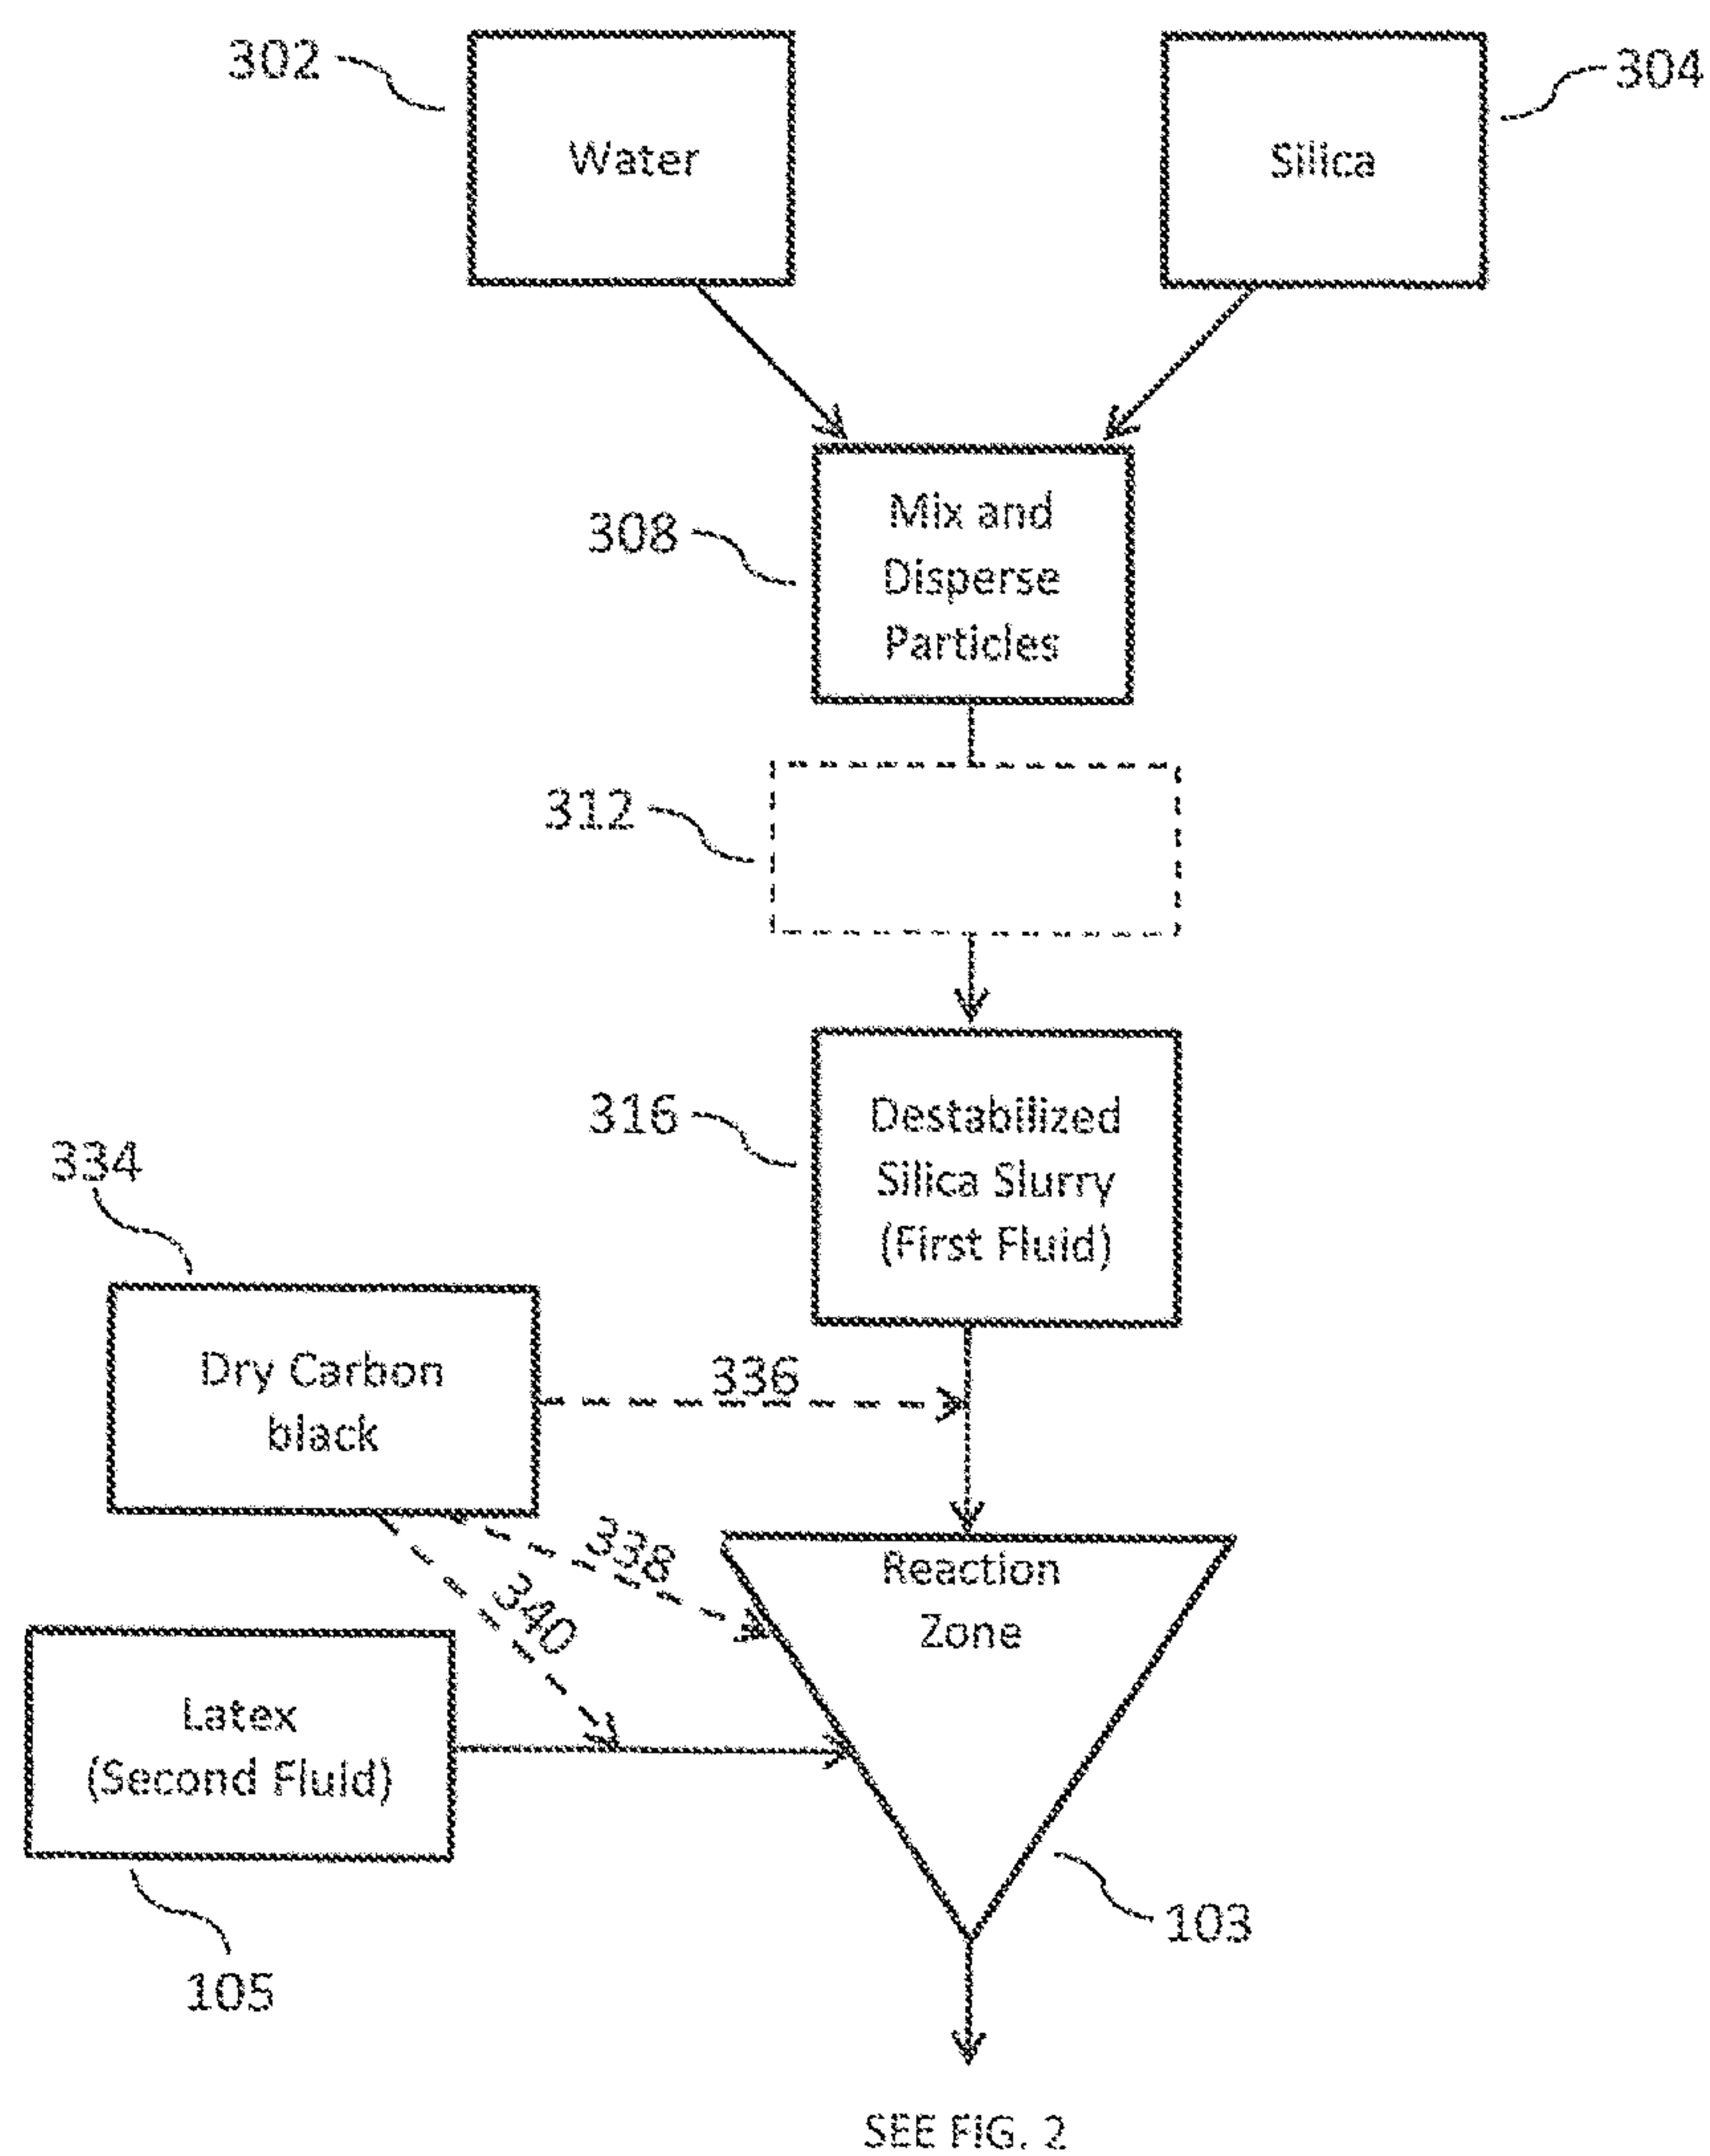 302
Water
Silica
304
308
Mix and
Disperse
Particles
312
316
Destabilized
Silica Slurry
(First Fluid)
334
Dry Carbon
black
336
338
340
Reaction
Zone
Latex
(Second Fluid)
105
103
SEE FIG. 2